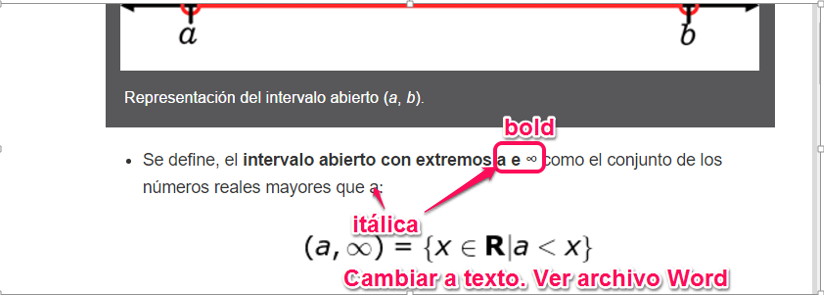 a b
Representación del intervalo abierto (a, b).
bold
• Se define, el intervalo abierto con extremos a e ∞ como el conjunto de los
números reales mayores que a:
itálica
(a, ∞) = {x ∈ R|a < x}
Cambiar a texto. Ver archivo Word